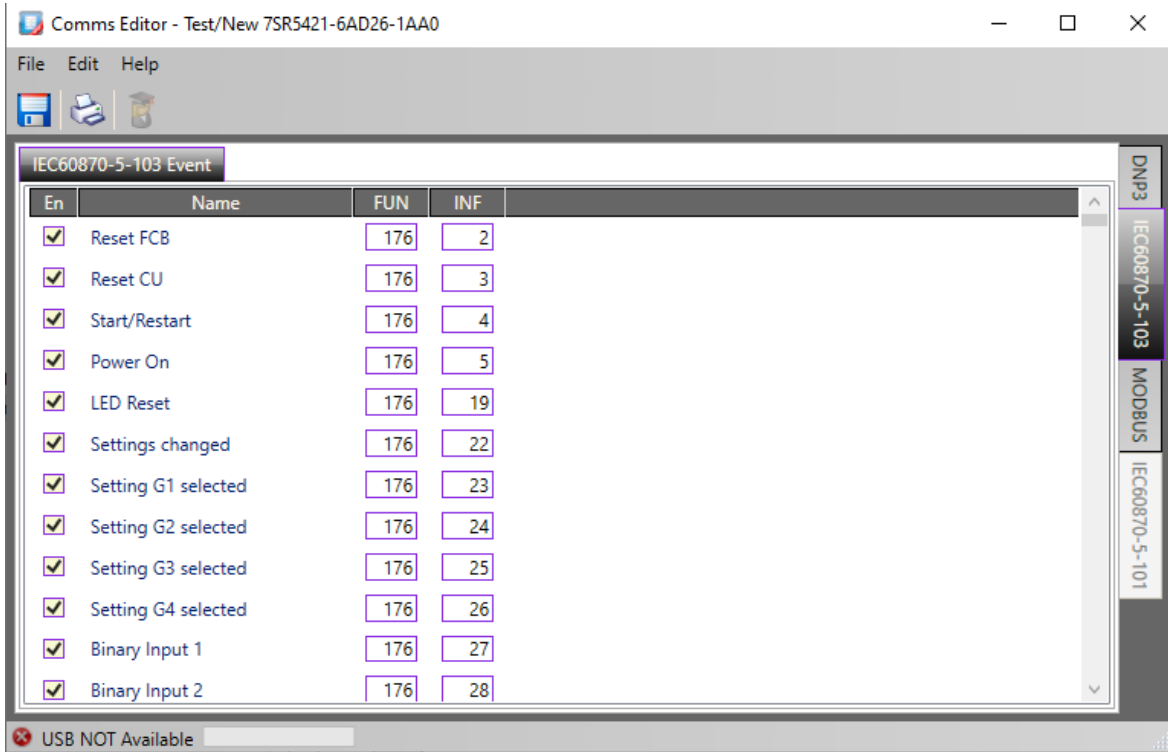 Comms Editor - Test/New 7SR5421-6AD26-1AA0
File Edit Help
IEC60870-5-103 Event
En Name FUN INF
Reset FCB 176 2
Reset CU 176 3
Start/Restart 176 4
Power On 176 5
LED Reset 176 19
Settings changed 176 22
Setting G1 selected 176 23
Setting G2 selected 176 24
Setting G3 selected 176 25
Setting G4 selected 176 26
Binary Input 1 176 27
Binary Input 2 176 28
DNP3
IEC60870-5-103
MODBUS
IEC60870-5-101
USB NOT Available